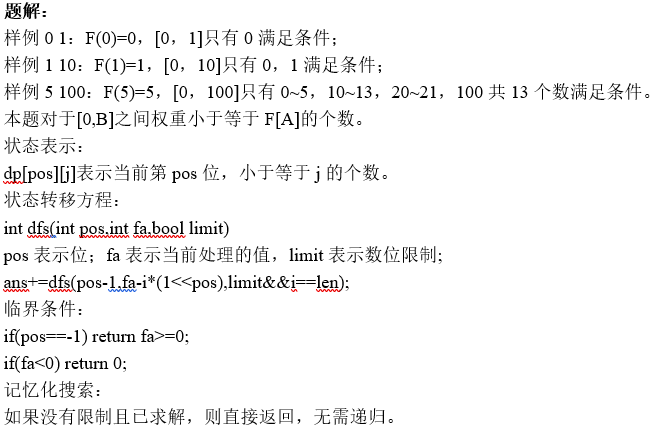 题解：
样例 0 1：F(0)=0，[0，1]只有 0 满足条件；
样例 1 10：F(1)=1，[0，10]只有 0，1 满足条件；
样例 5 100：F(5)=5，[0，100]只有 0~5，10~13，20~21，100 共 13 个数满足条件。
本题对于[0,B]之间权重小于等于 F[A]的个数。
状态表示：
dp[pos][j]表示当前第 pos 位，小于等于 j 的个数。
状态转移方程：
int dfs(int pos,int fa,bool limit)
pos 表示位；fa 表示当前处理的值，limit 表示数位限制；
ans+=dfs(pos-1,fa-i*(1<<pos),limit&&i==len);
临界条件：
if(pos==-1) return fa>=0;
if(fa<0) return 0;
记忆化搜索：
如果没有限制且已求解，则直接返回，无需递归。